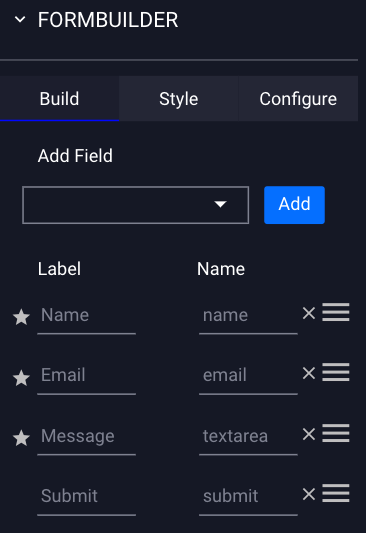 FORMBUILDER
Build Style Configure
Add Field
Add
Label Name
Name name
Email email
Message textarea
Submit submit